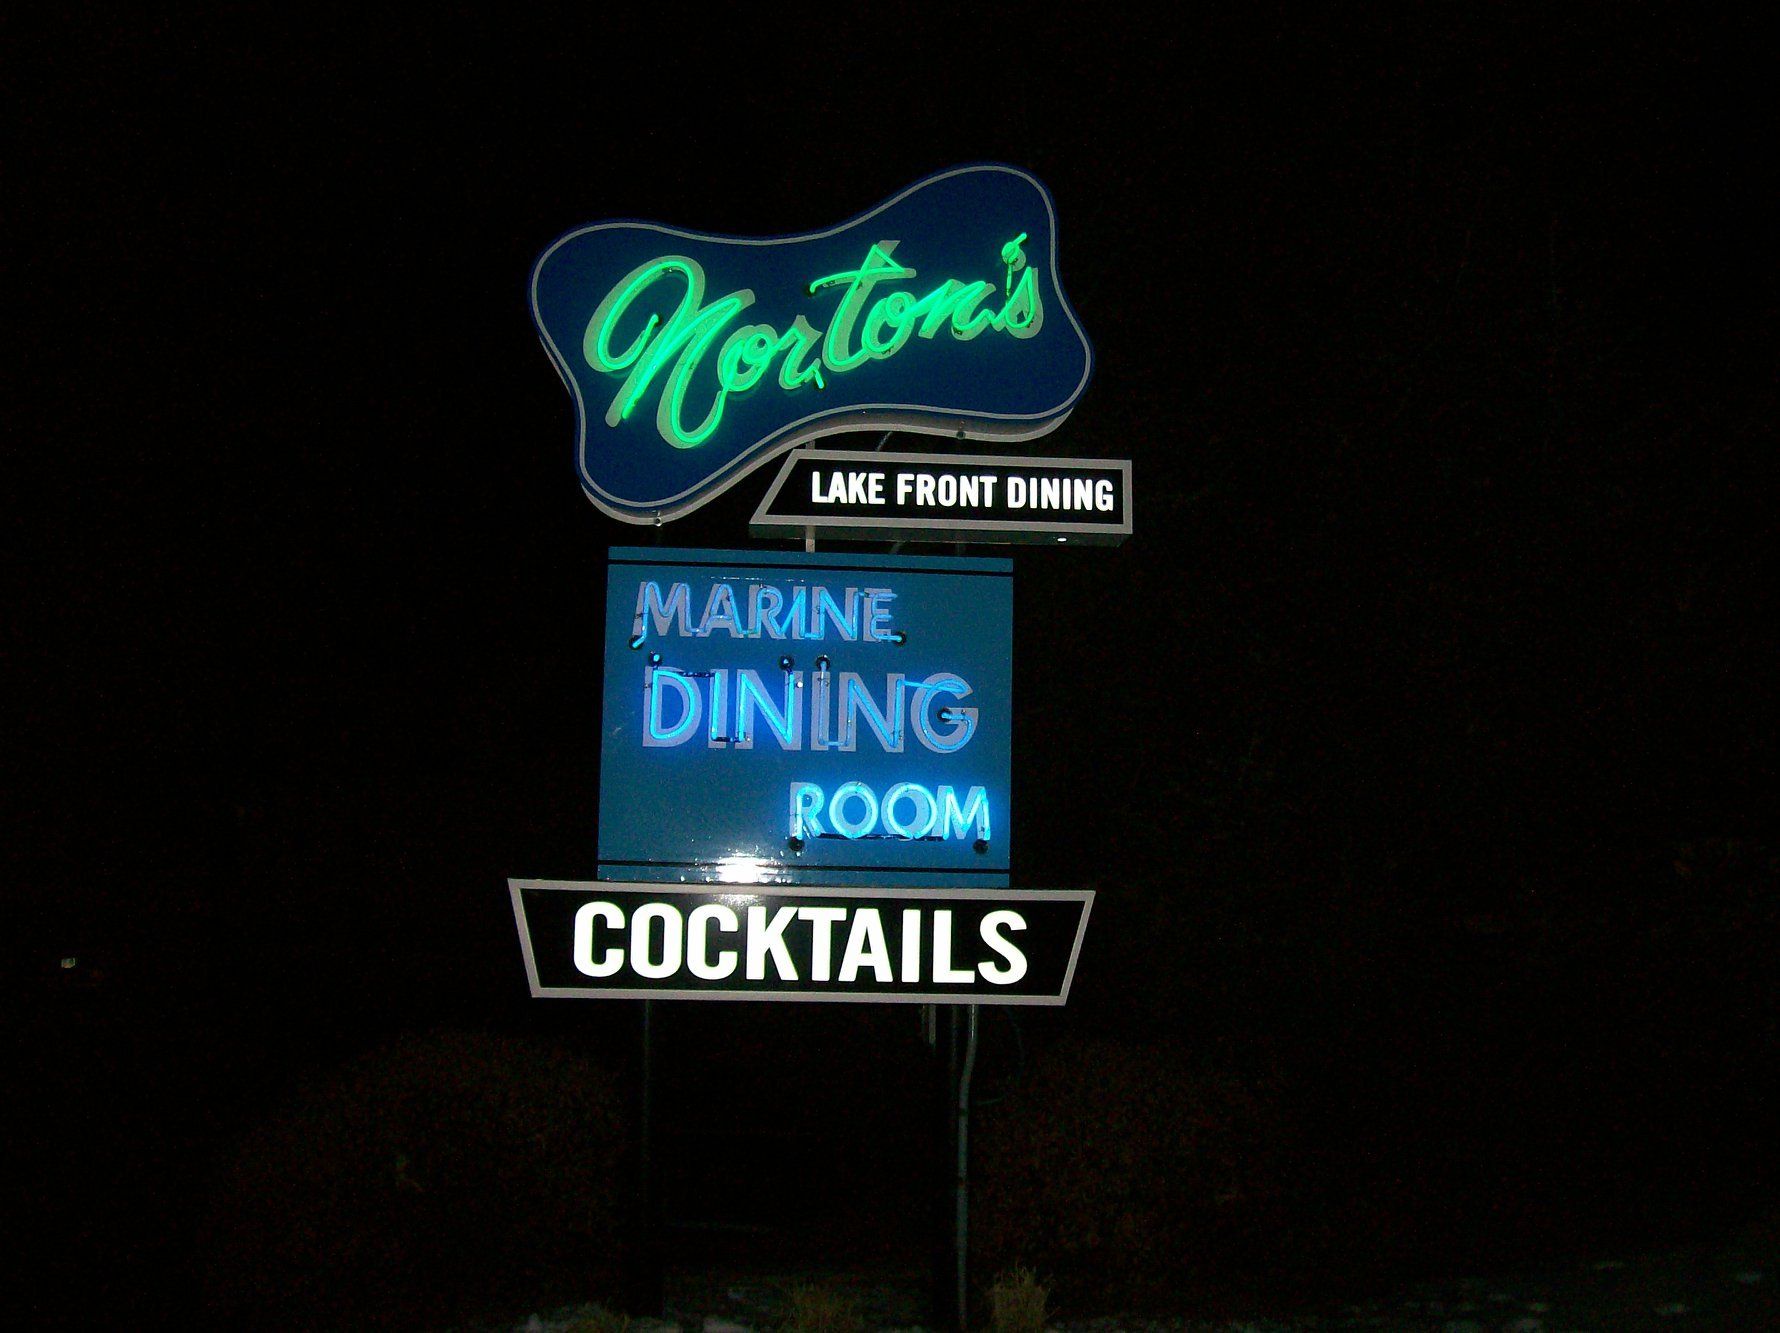 Norton's
LAKE FRONT DINING
MARINE
DINING
ROOM
COCKTAILS